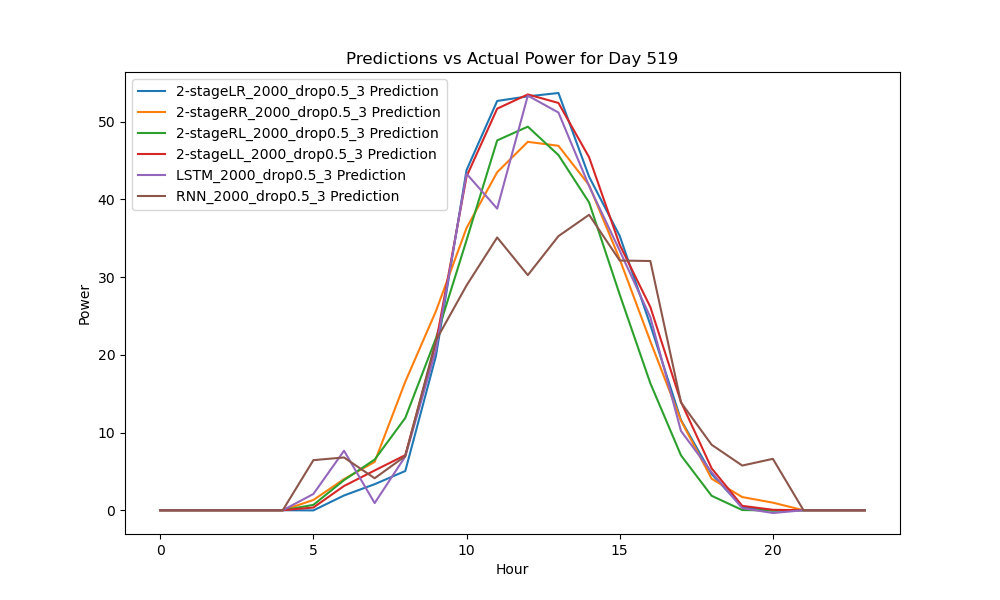 Predictions vs Actual Power for Day 519
2-stageLR_2000_drop0.5_3 Prediction
2-stageRR_2000_drop0.5_3 Prediction
2-stageRL_2000_drop0.5_3 Prediction
2-stageLL_2000_drop0.5_3 Prediction
LSTM_2000_drop0.5_3 Prediction
RNN_2000_drop0.5_3 Prediction
Power
50
40
30
20
10
0
0 5 10 15 20
Hour